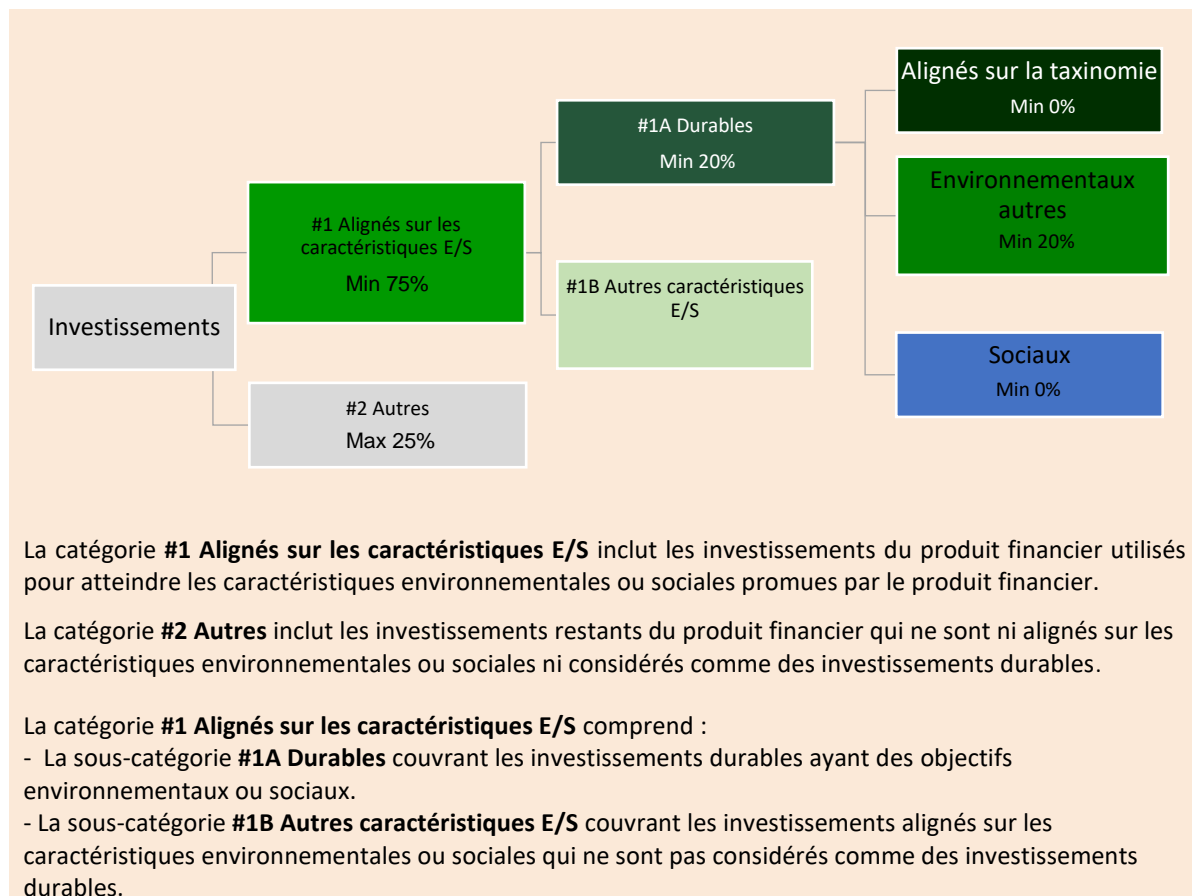 Investissements
#1 Alignés sur les
caractéristiques E/S
Min 75%
#2 Autres
Max 25%
#1A Durables
Min 20%
#1B Autres caractéristiques
E/S
Alignés sur la taxinomie
Min 0%
Environnementaux
autres
Min 20%
Sociaux
Min 0%
La catégorie #1 Alignés sur les caractéristiques E/S inclut les investissements du produit financier utilisés
pour atteindre les caractéristiques environnementales ou sociales promues par le produit financier.
La catégorie #2 Autres inclut les investissements restants du produit financier qui ne sont ni alignés sur les
caractéristiques environnementales ou sociales ni considérés comme des investissements durables.
La catégorie #1 Alignés sur les caractéristiques E/S comprend :
- La sous-catégorie #1A Durables couvrant les investissements durables ayant des objectifs
environnementaux ou sociaux.
- La sous-catégorie #1B Autres caractéristiques E/S couvrant les investissements alignés sur les
caractéristiques environnementales ou sociales qui ne sont pas considérés comme des investissements
durables.